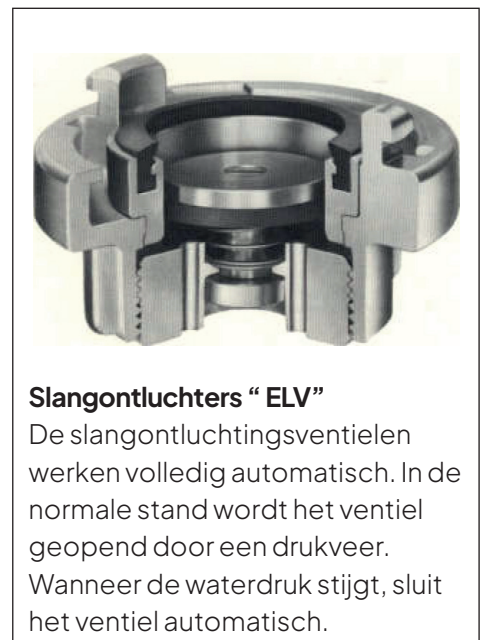 Slangontluchters “ ELV”
De slangontluchtingsventielen
werken volledig automatisch. In de
normale stand wordt het ventiel
geopend door een drukveer.
Wanneer de waterdruk stijgt, sluit
het ventiel automatisch.